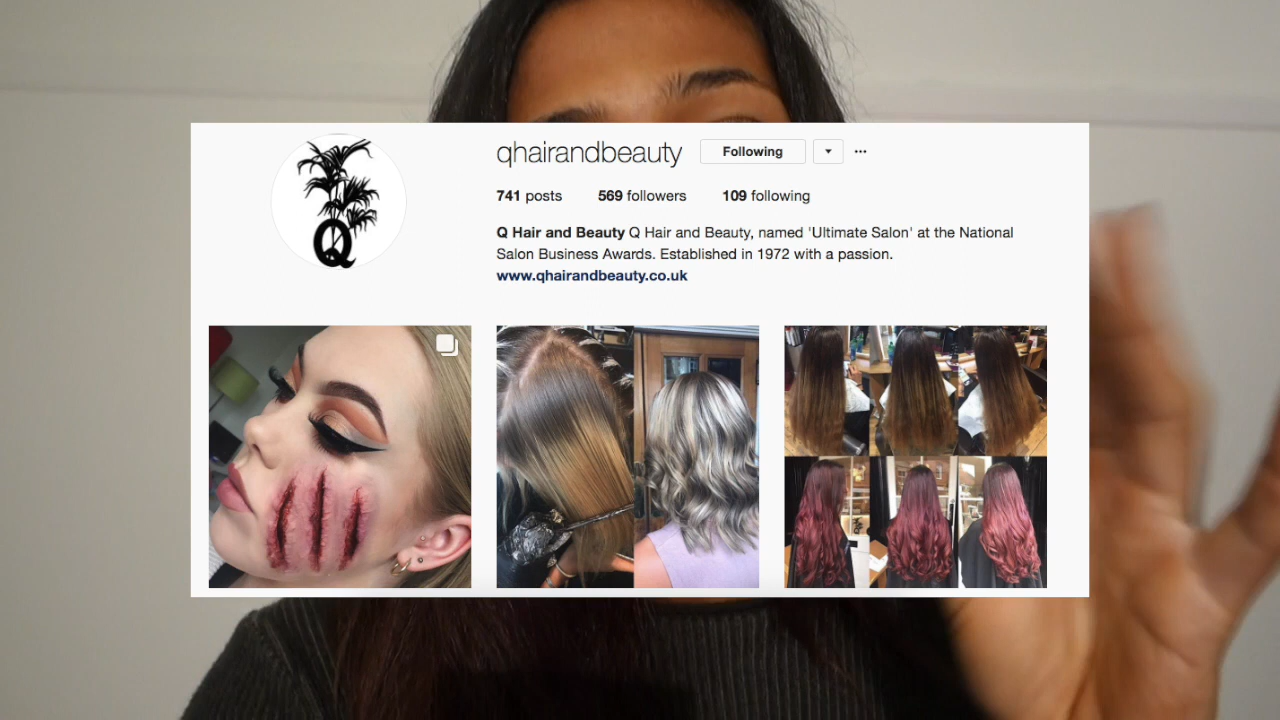 qhairandbeauty Following
741 posts 569 followers 109 following
Q Hair and Beauty Q Hair and Beauty, named 'Ultimate Salon' at the National
Salon Business Awards. Established in 1972 with a passion.
www.qhairandbeauty.co.uk
Q